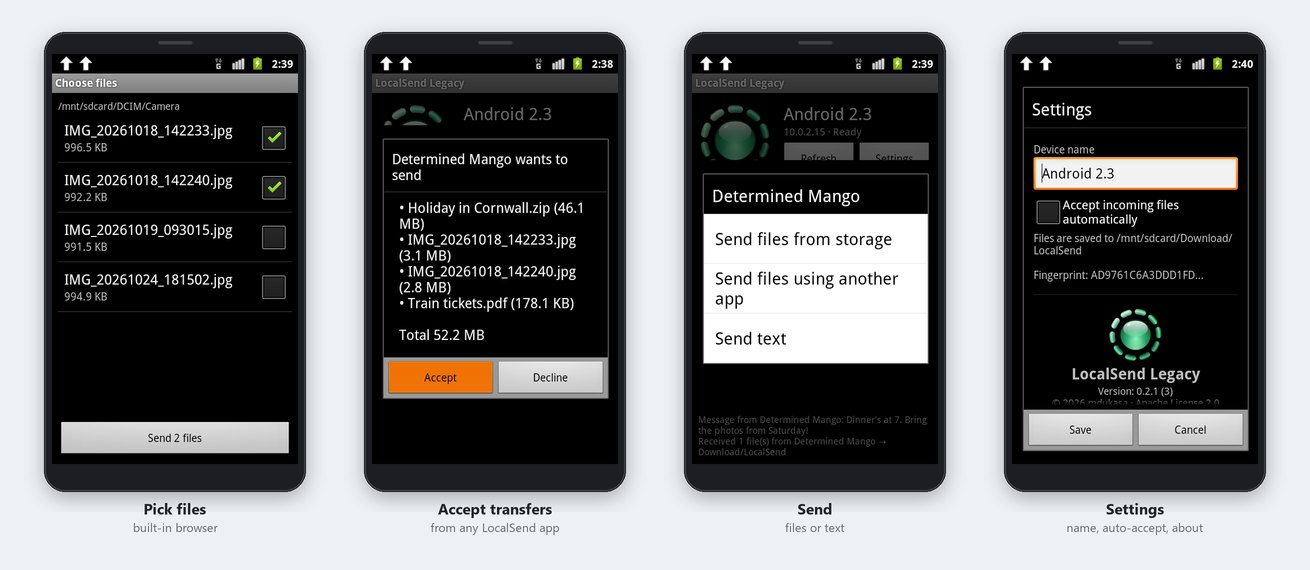 2:39
Choose files
/mnt/sdcard/DCIM/Camera
IMG_20261018_142233.jpg
996.5 KB
IMG_20261018_142240.jpg
992.2 KB
IMG_20261019_093015.jpg
991.5 KB
IMG_20261024_181502.jpg
994.9 KB
Send 2 files
Pick files
built-in browser
2:38
LocalSend Legacy
Android 2.3
Determined Mango wants to
send
• Holiday in Cornwall.zip (46.1
MB)
• IMG_20261018_142233.jpg
(3.1 MB)
• IMG_20261018_142240.jpg
(2.8 MB)
• Train tickets.pdf (178.1 KB)
Total 52.2 MB
Accept
Decline
Accept transfers
from any LocalSend app
2:39
LocalSend Legacy
Android 2.3
10.0.2.15 · Ready
Refresh
Settings
Determined Mango
Send files from storage
Send files using another
app
Send text
Message from Determined Mango: Dinner's at 7. Bring
the photos from Saturday!
Received 1 file(s) from Determined Mango →
Download/LocalSend
Send
files or text
2:40
Settings
Device name
Android 2.3
Accept incoming files
automatically
Files are saved to /mnt/sdcard/Download/
LocalSend
Fingerprint: AD9761C6A3DDD1FD...
LocalSend Legacy
Version: 0.2.1 (3)
© 2026 mdukasa · Apache License 2.0
Save
Cancel
Settings
name, auto-accept, about